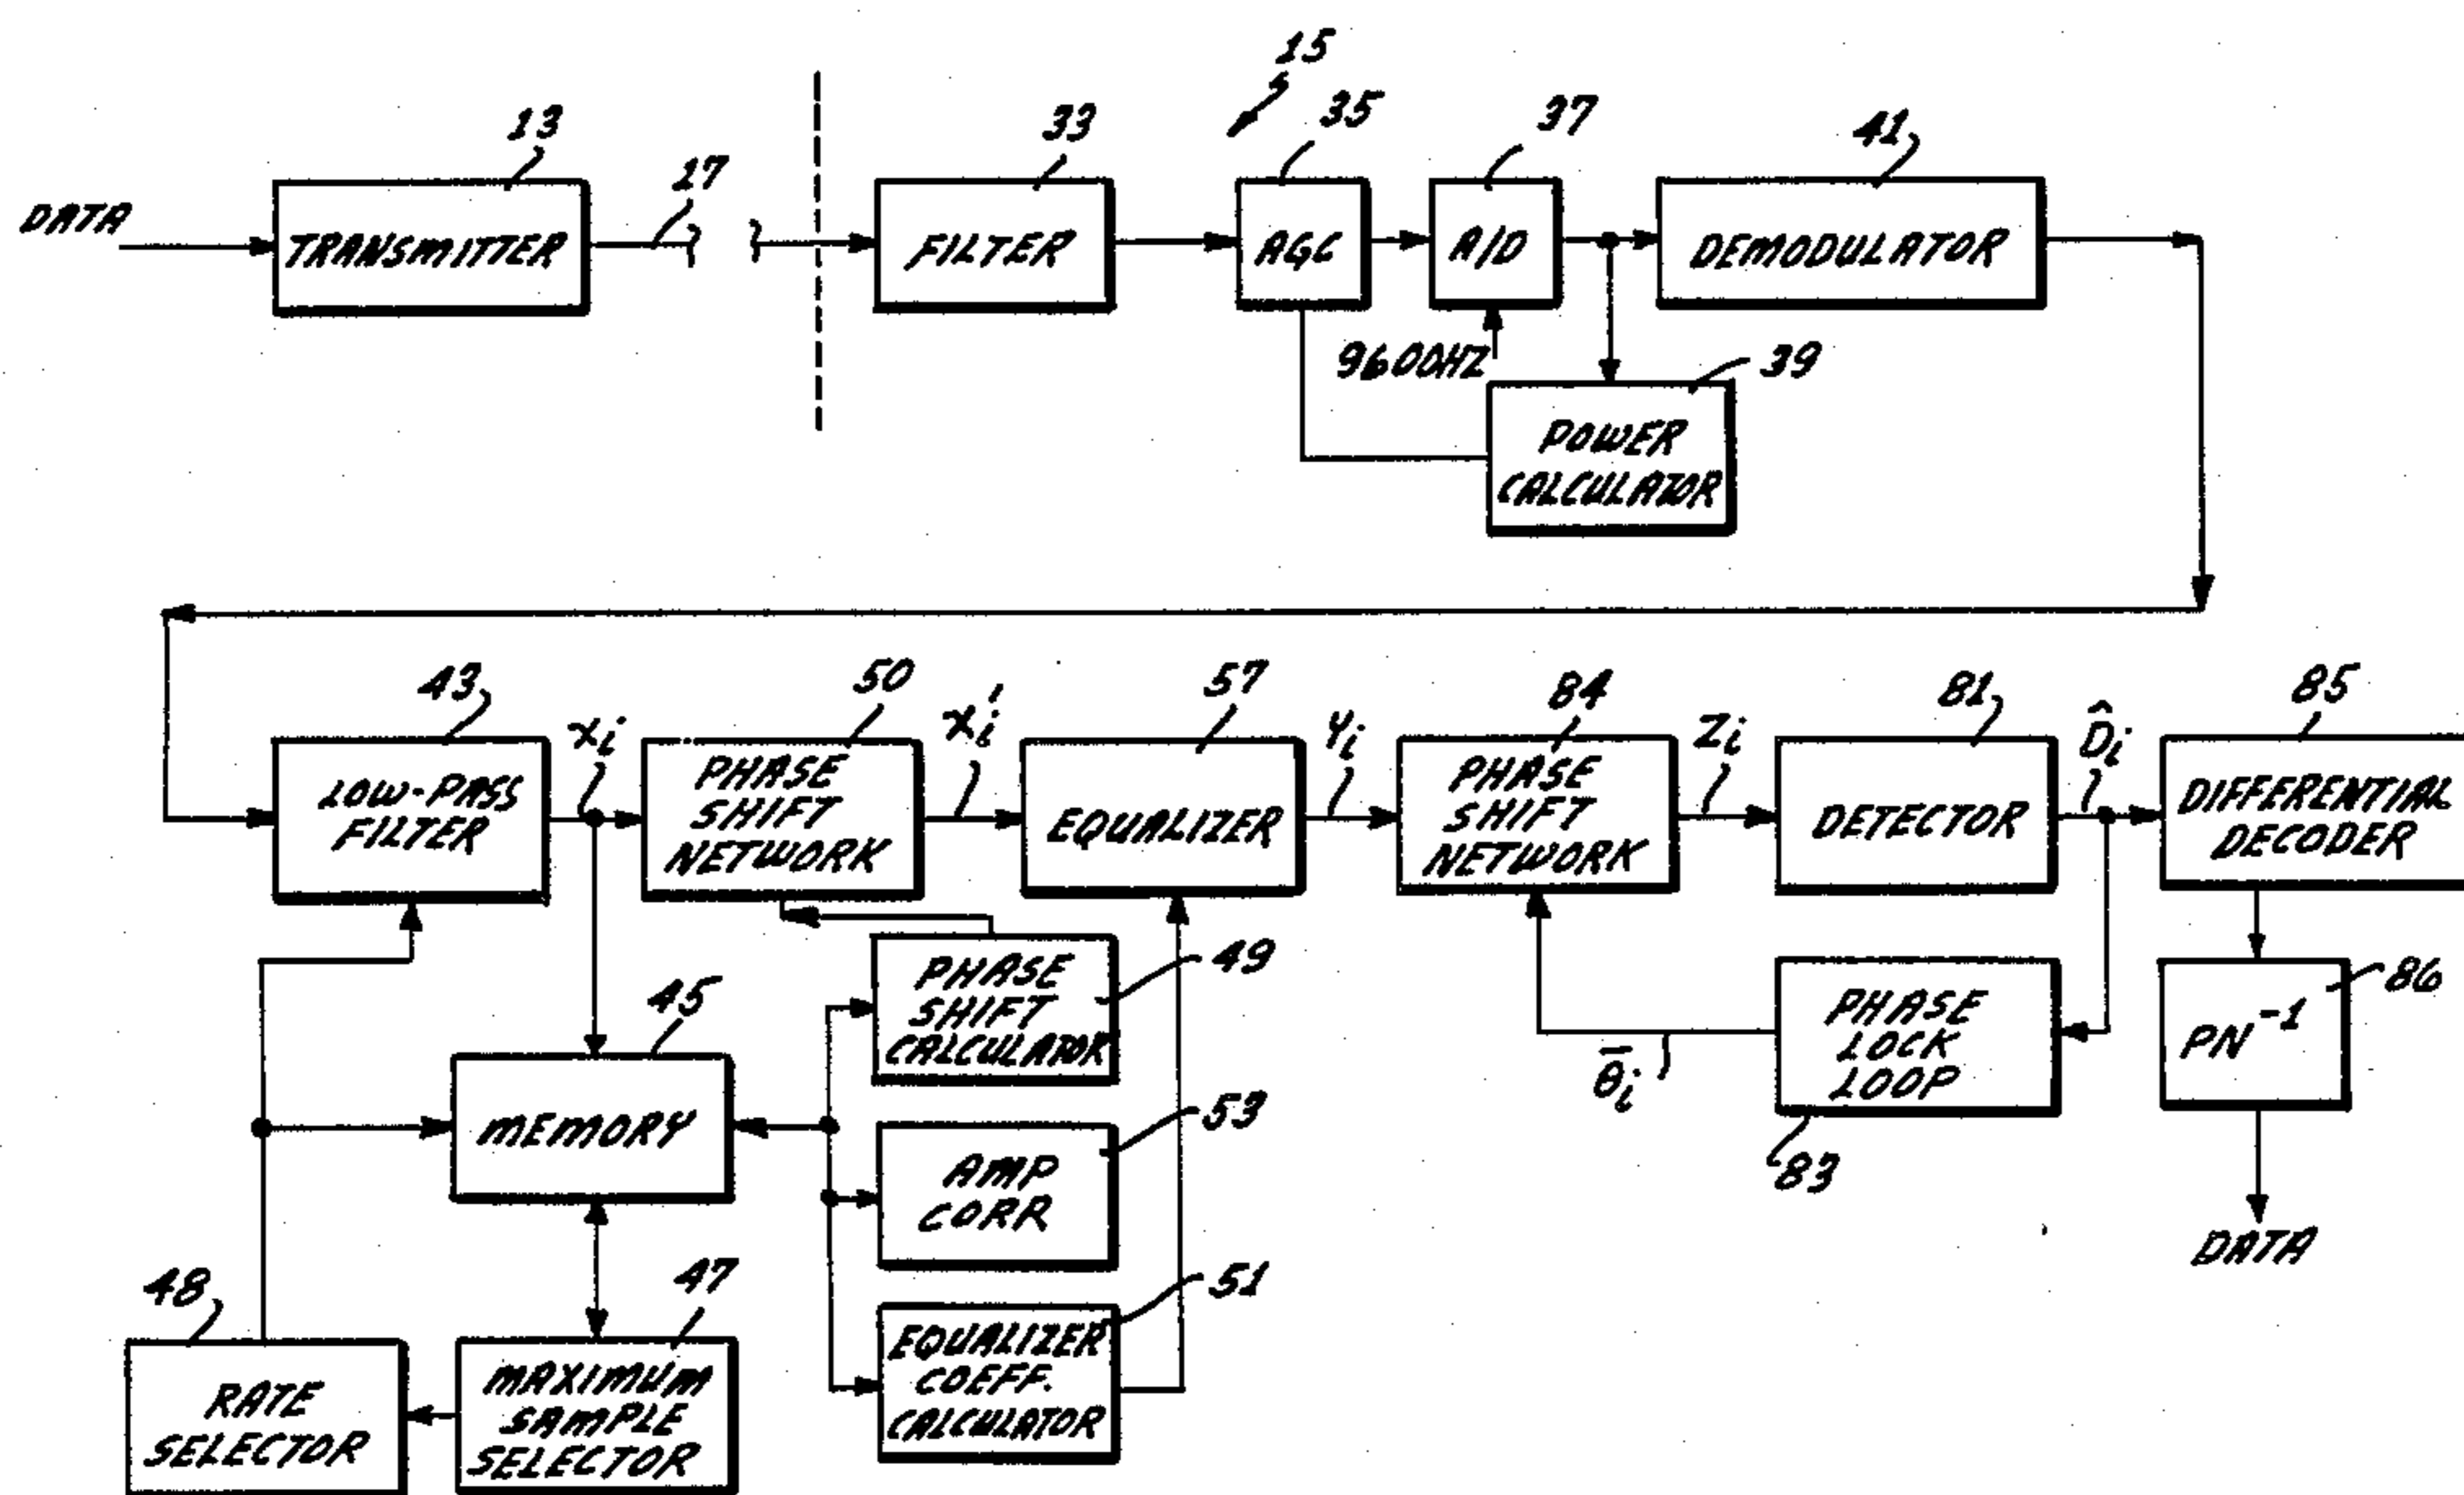 15
13
27
33
35
37
41
DATA
TRANSMITTER
FILTER
AGC
A/D
DEMODULATOR
9600HZ
39
POWER
CALCULATOR
43
xi
50
x'i
57
Yi
84
Zi
81
D̂i
85
LOW-PASS
FILTER
PHASE
SHIFT
NETWORK
EQUALIZER
PHASE
SHIFT
NETWORK
DETECTOR
DIFFERENTIAL
DECODER
45
MEMORY
PHASE
SHIFT
CALCULATOR
49
θ̄i
PHASE
LOCK
LOOP
83
PN⁻¹
86
AMP
CORR
53
DATA
48
RATE
SELECTOR
47
MAXIMUM
SAMPLE
SELECTOR
EQUALIZER
COEFF.
CALCULATOR
51